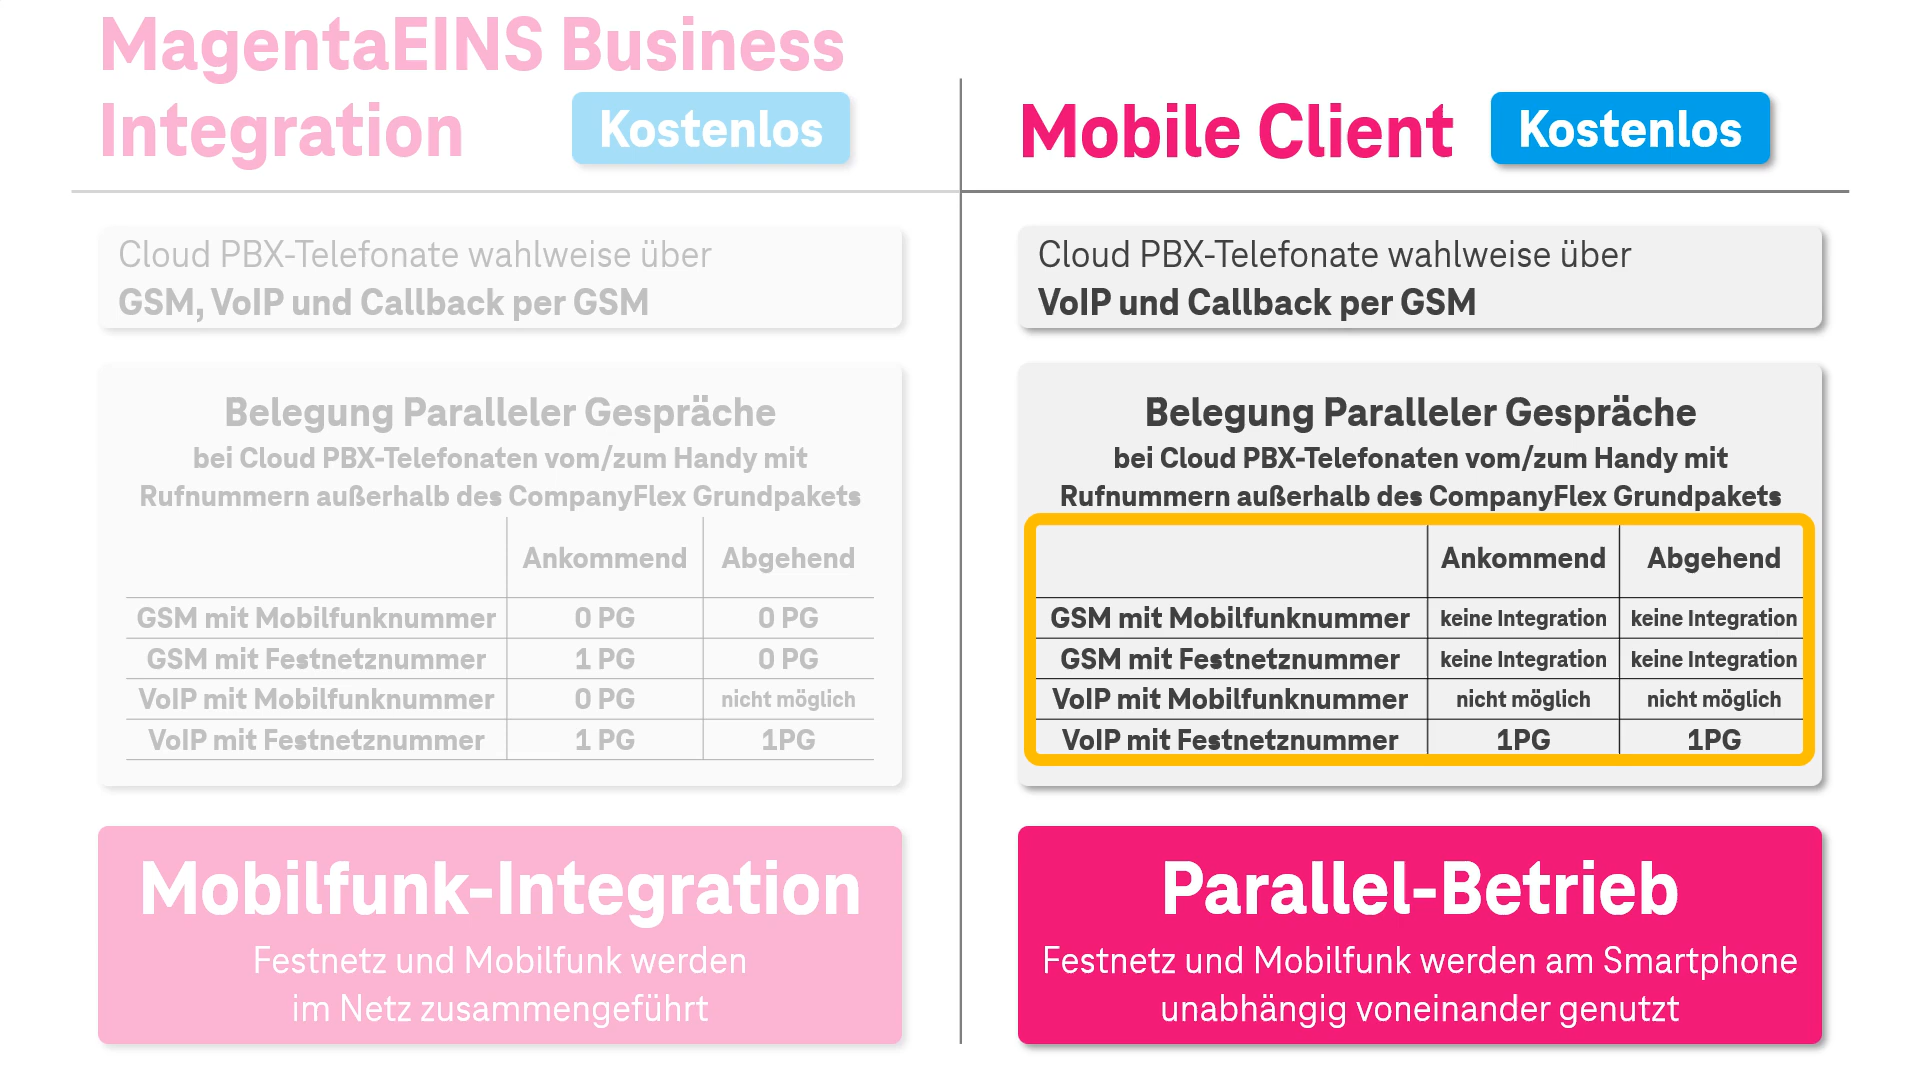 MagentaEINS Business
Integration
Kostenlos
Cloud PBX-Telefonate wahlweise über
GSM, VoIP und Callback per GSM
Belegung Paralleler Gespräche
bei Cloud PBX-Telefonaten vom/zum Handy mit
Rufnummern außerhalb des CompanyFlex Grundpakets
Ankommend Abgehend
GSM mit Mobilfunknummer 0 PG 0 PG
GSM mit Festnetznummer 1 PG 0 PG
VoIP mit Mobilfunknummer 0 PG nicht möglich
VoIP mit Festnetznummer 1 PG 1PG
Mobilfunk-Integration
Festnetz und Mobilfunk werden
im Netz zusammengeführt
Mobile Client
Kostenlos
Cloud PBX-Telefonate wahlweise über
VoIP und Callback per GSM
Belegung Paralleler Gespräche
bei Cloud PBX-Telefonaten vom/zum Handy mit
Rufnummern außerhalb des CompanyFlex Grundpakets
Ankommend Abgehend
GSM mit Mobilfunknummer keine Integration keine Integration
GSM mit Festnetznummer keine Integration keine Integration
VoIP mit Mobilfunknummer nicht möglich nicht möglich
VoIP mit Festnetznummer 1PG 1PG
Parallel-Betrieb
Festnetz und Mobilfunk werden am Smartphone
unabhängig voneinander genutzt